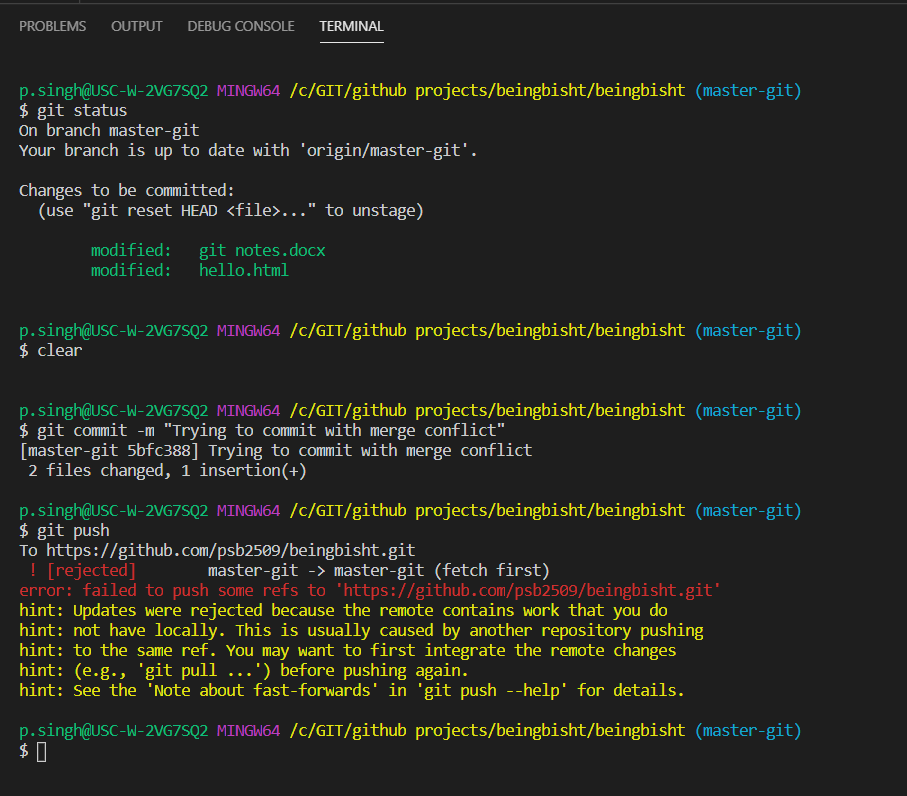 PROBLEMS OUTPUT DEBUG CONSOLE TERMINAL
p.singh@USC-W-2VG7SQ2 MINGW64 /c/GIT/github projects/beingbisht/beingbisht (master-git)
$ git status
On branch master-git
Your branch is up to date with 'origin/master-git'.
Changes to be committed:
(use "git reset HEAD <file>..." to unstage)
modified: git notes.docx
modified: hello.html
p.singh@USC-W-2VG7SQ2 MINGW64 /c/GIT/github projects/beingbisht/beingbisht (master-git)
$ clear
p.singh@USC-W-2VG7SQ2 MINGW64 /c/GIT/github projects/beingbisht/beingbisht (master-git)
$ git commit -m "Trying to commit with merge conflict"
[master-git 5bfc388] Trying to commit with merge conflict
2 files changed, 1 insertion(+)
p.singh@USC-W-2VG7SQ2 MINGW64 /c/GIT/github projects/beingbisht/beingbisht (master-git)
$ git push
To https://github.com/psb2509/beingbisht.git
! [rejected] master-git -> master-git (fetch first)
error: failed to push some refs to 'https://github.com/psb2509/beingbisht.git'
hint: Updates were rejected because the remote contains work that you do
hint: not have locally. This is usually caused by another repository pushing
hint: to the same ref. You may want to first integrate the remote changes
hint: (e.g., 'git pull ...') before pushing again.
hint: See the 'Note about fast-forwards' in 'git push --help' for details.
p.singh@USC-W-2VG7SQ2 MINGW64 /c/GIT/github projects/beingbisht/beingbisht (master-git)
$